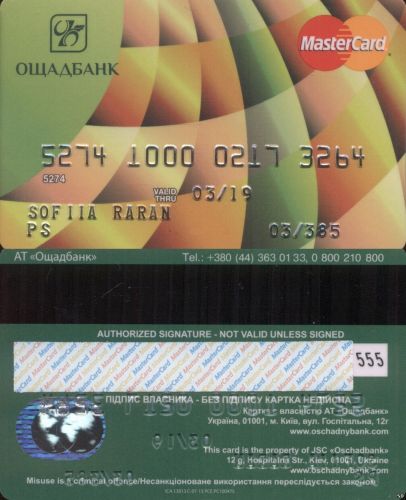 ОЩАДБАНК
MasterCard
5274 1000 0217 3264
5274
VALID THRU 03/19
SOFIIA RARAN
PS 03/385
АТ «Ощадбанк» Tel.: +380 (44) 363 01 33, 0 800 210 800
AUTHORIZED SIGNATURE - NOT VALID UNLESS SIGNED
555
ПІДПИС ВЛАСНИКА - БЕЗ ПІДПИСУ КАРТКА НЕДІЙСНА
Картка є власністю АТ «Ощадбанк»
Україна, 01001, м. Київ, вул. Госпітальна, 12г
www.oschadnybank.com
This card is the property of JSC «Oschadbank»
12 g, Hospitalna Str., Kiev, 01001, Ukraine
www.oschadnybank.com
Misuse is a criminal offence/Несанкціоноване використання переслідується законом